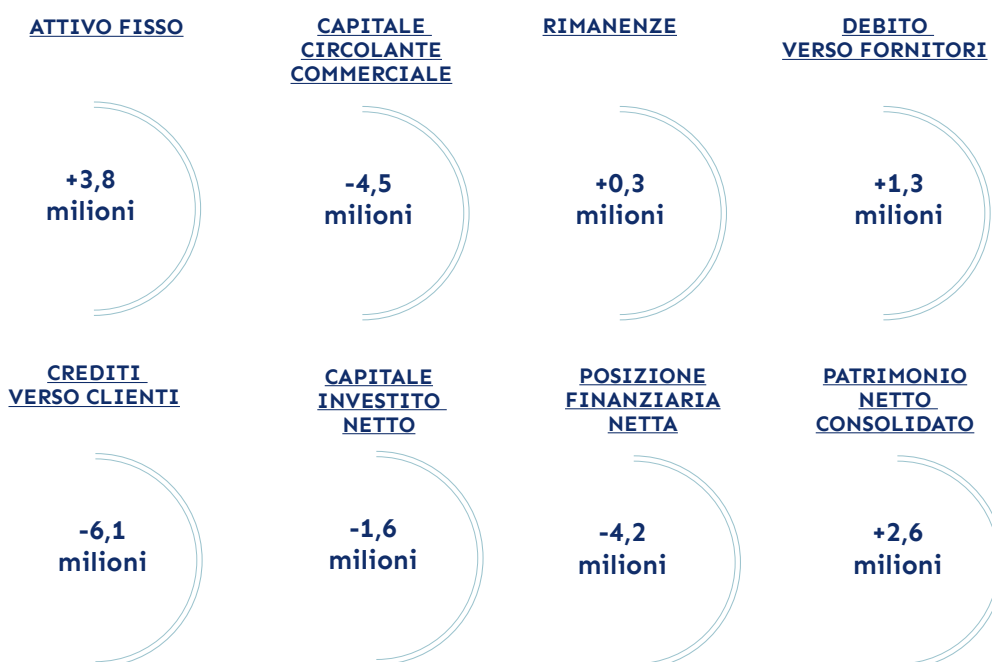 ATTIVO FISSO
+3,8
milioni
CAPITALE
CIRCOLANTE
COMMERCIALE
-4,5
milioni
RIMANENZE
+0,3
milioni
DEBITO
VERSO FORNITORI
+1,3
milioni
CREDITI
VERSO CLIENTI
-6,1
milioni
CAPITALE
INVESTITO
NETTO
-1,6
milioni
POSIZIONE
FINANZIARIA
NETTA
-4,2
milioni
PATRIMONIO
NETTO
CONSOLIDATO
+2,6
milioni